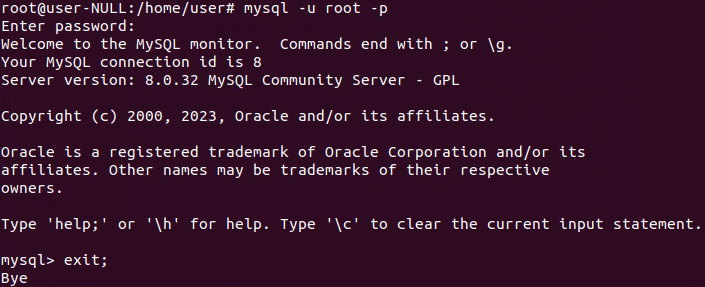 root@user-NULL:/home/user# mysql -u root -p
Enter password:
Welcome to the MySQL monitor.  Commands end with ; or \g.
Your MySQL connection id is 8
Server version: 8.0.32 MySQL Community Server - GPL

Copyright (c) 2000, 2023, Oracle and/or its affiliates.

Oracle is a registered trademark of Oracle Corporation and/or its
affiliates. Other names may be trademarks of their respective
owners.

Type 'help;' or '\h' for help. Type '\c' to clear the current input statement.

mysql> exit;
Bye